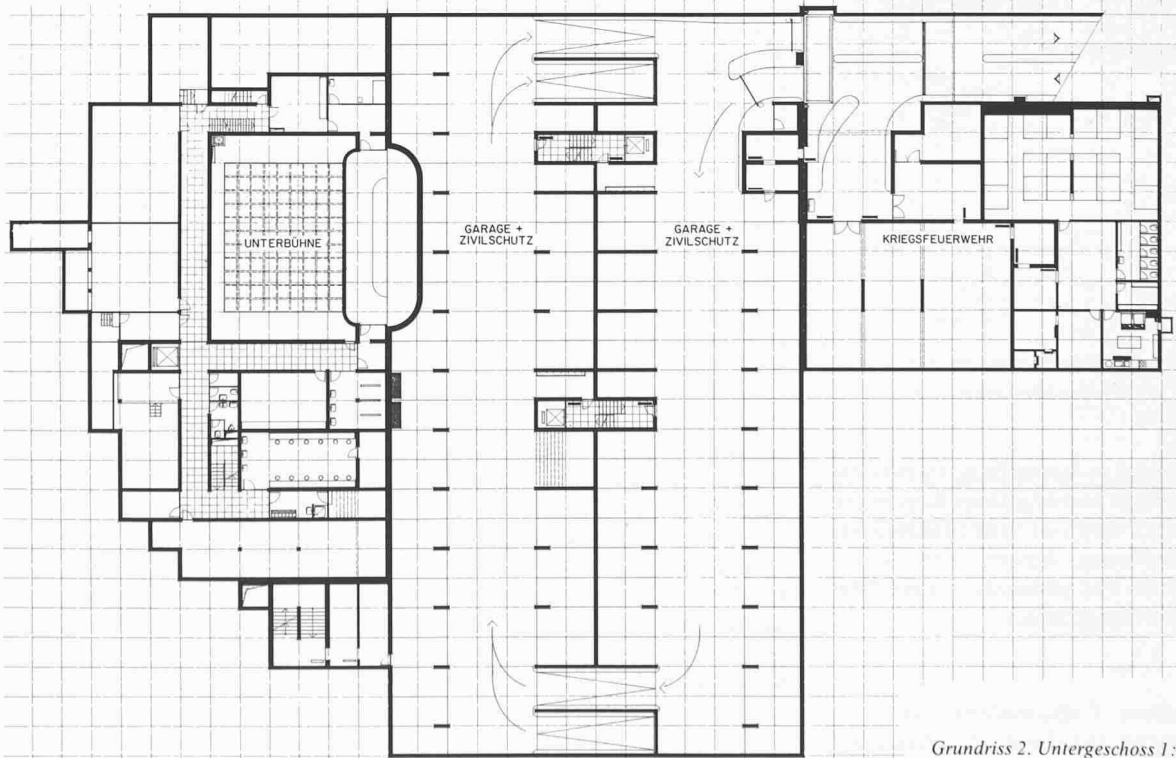 UNTERBÜHNE
GARAGE +
ZIVILSCHUTZ
GARAGE +
ZIVILSCHUTZ
KRIEGSFEUERWEHR
Grundriss 2. Untergeschoss 1: